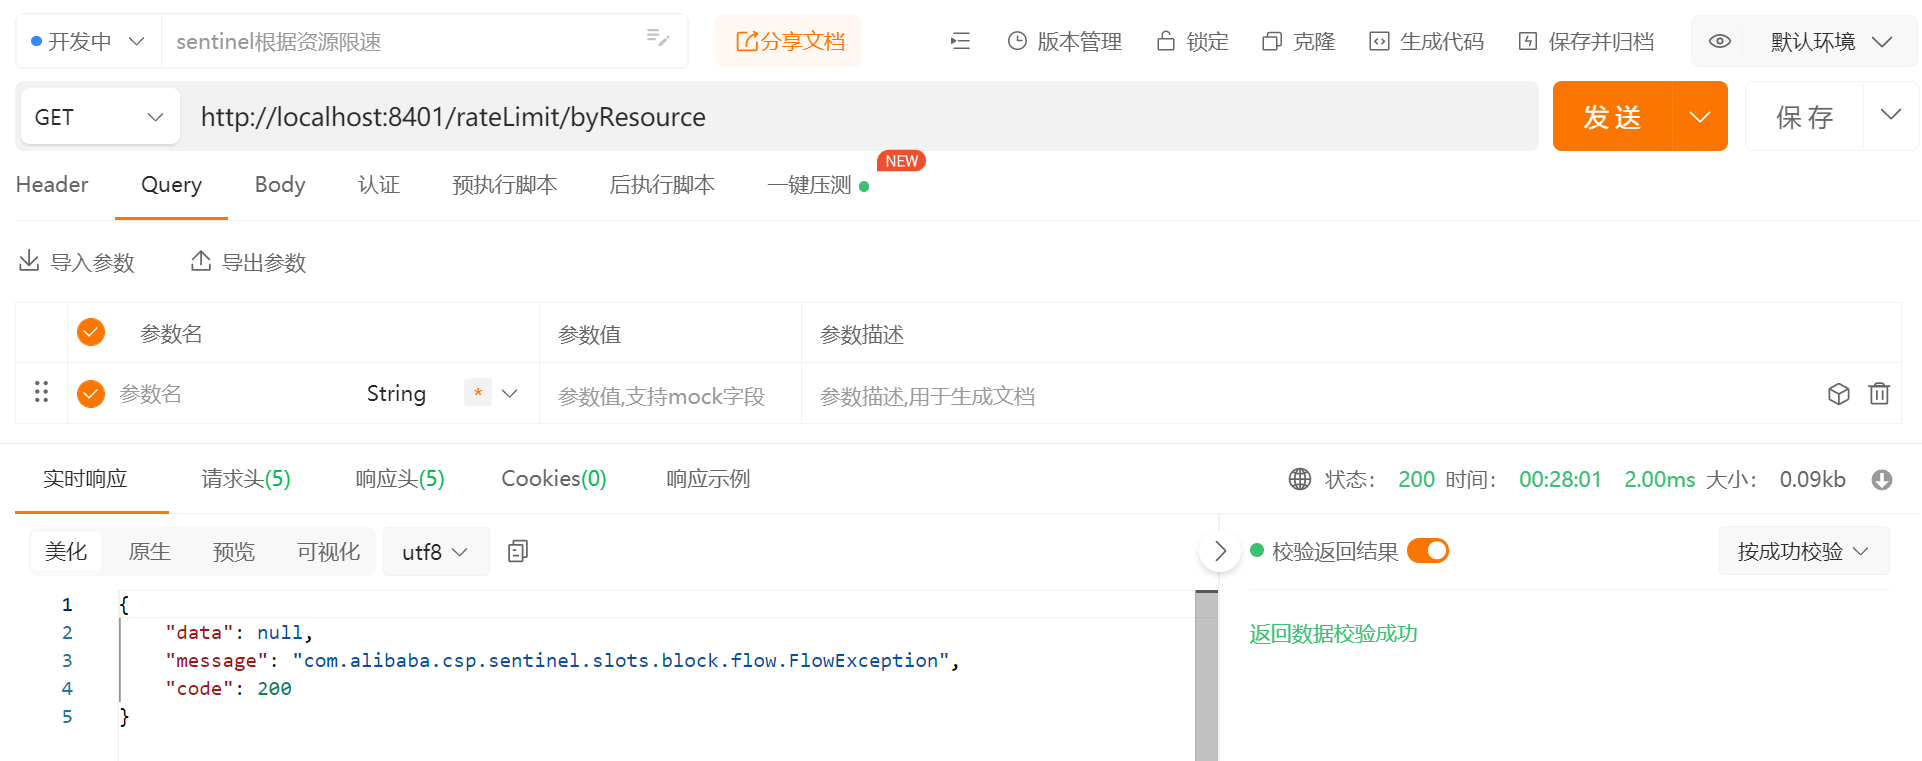 开发中 sentinel根据资源限速 分享文档 版本管理 锁定 克隆 生成代码 保存并归档 默认环境
GET http://localhost:8401/rateLimit/byResource 发送 保存
Header Query Body 认证 预执行脚本 后执行脚本 一键压测 NEW
导入参数 导出参数
参数名 参数值 参数描述
参数名 String * 参数值,支持mock字段 参数描述,用于生成文档
实时响应 请求头(5) 响应头(5) Cookies(0) 响应示例 状态： 200 时间： 00:28:01 2.00ms 大小： 0.09kb
美化 原生 预览 可视化 utf8 校验返回结果 按成功校验
1 {
2 "data": null,
返回数据校验成功
3 "message": "com.alibaba.csp.sentinel.slots.block.flow.FlowException",
4 "code": 200
5 }